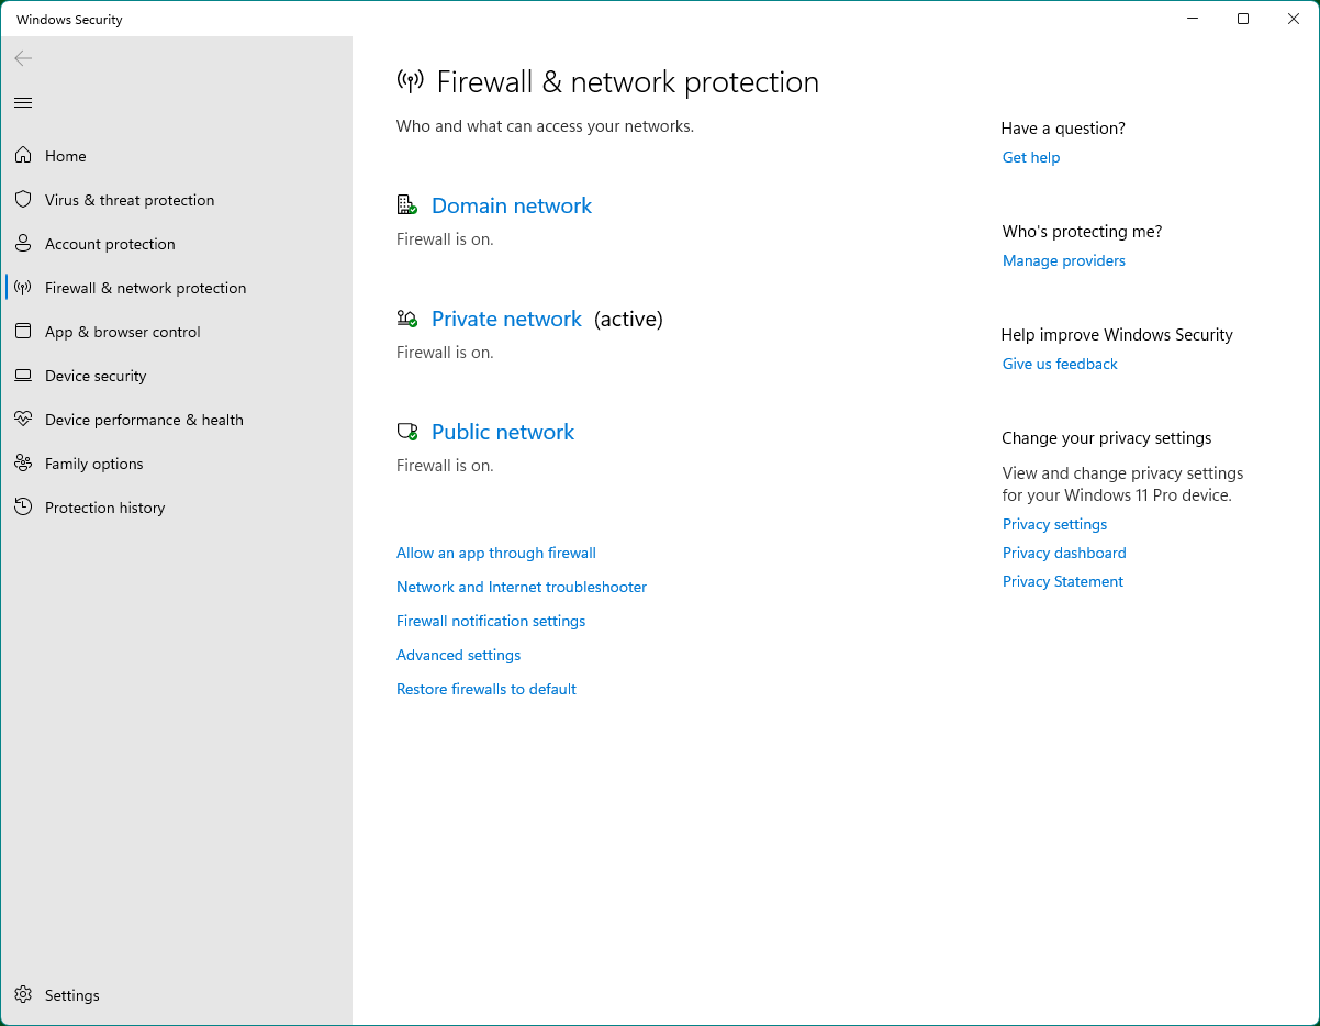 Windows Security
Home
Virus & threat protection
Account protection
Firewall & network protection
App & browser control
Device security
Device performance & health
Family options
Protection history
Settings
Firewall & network protection
Who and what can access your networks.
Domain network
Firewall is on.
Private network (active)
Firewall is on.
Public network
Firewall is on.
Allow an app through firewall
Network and Internet troubleshooter
Firewall notification settings
Advanced settings
Restore firewalls to default
Have a question?
Get help
Who's protecting me?
Manage providers
Help improve Windows Security
Give us feedback
Change your privacy settings
View and change privacy settings
for your Windows 11 Pro device.
Privacy settings
Privacy dashboard
Privacy Statement